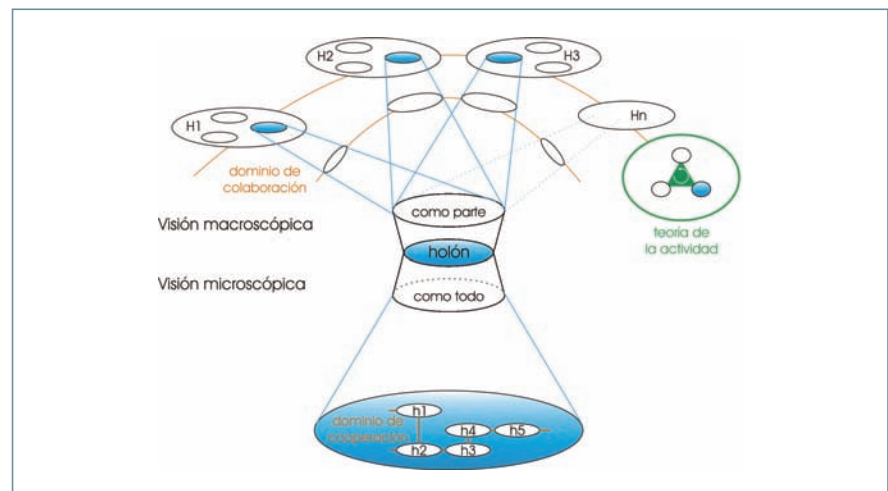 H2
H3
H1
Hn
dominio de
colaboración
como parte
Visión macroscópica
teoría de
la actividad
holón
Visión microscópica
como todo
dominio de
cooperación
h1
h4
h5
h2
h3